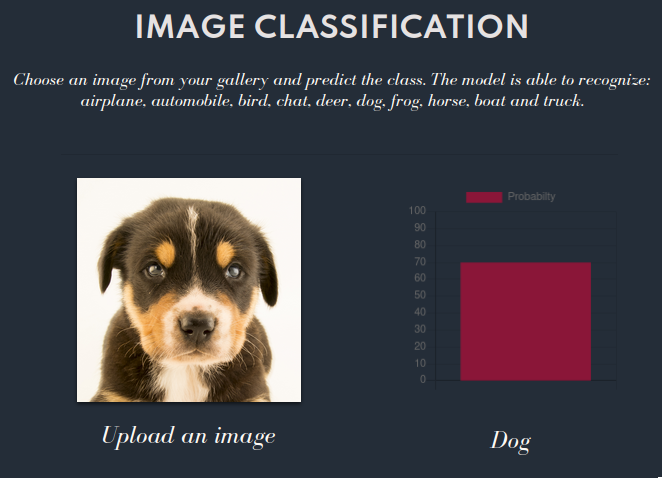 IMAGE CLASSIFICATION
Choose an image from your gallery and predict the class. The model is able to recognize:
airplane, automobile, bird, chat, deer, dog, frog, horse, boat and truck.
Probabilty
100
90
80
70
60
50
40
30
20
10
0
Upload an image
Dog